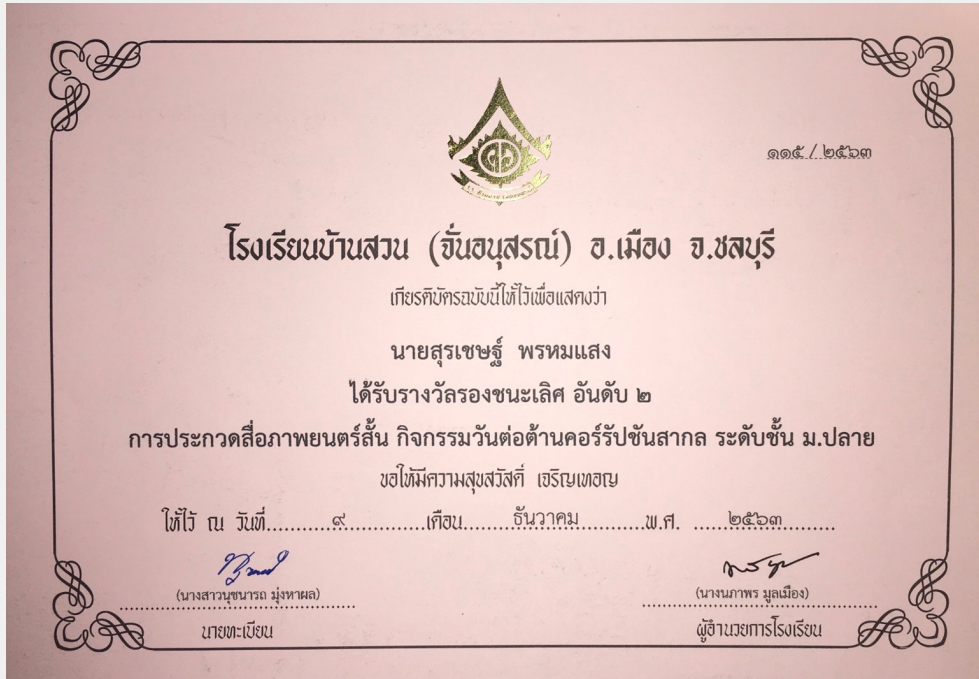 ๑๑๕ / ๒๕๖๓
โรงเรียนบ้านสวน (จั่นอนุสรณ์) อ.เมือง จ.ชลบุรี
เกียรติบัตรฉบับนี้ให้ไว้เพื่อแสดงว่า
นายสุรเชษฐ์ พรหมแสง
ได้รับรางวัลรองชนะเลิศ อันดับ ๒
การประกวดสื่อภาพยนตร์สั้น กิจกรรมวันต่อต้านคอร์รัปชันสากล ระดับชั้น ม.ปลาย
ขอให้มีความสุขสวัสดิ์ เจริญเทอญ
ให้ไว้ ณ วันที่..........๙..........เดือน........ธันวาคม........พ.ศ. ......๒๕๖๓......
(นางสาวนุชนารถ มุ่งหาผล) (นางนภาพร มูลเมือง)
นายทะเบียน ผู้อำนวยการโรงเรียน